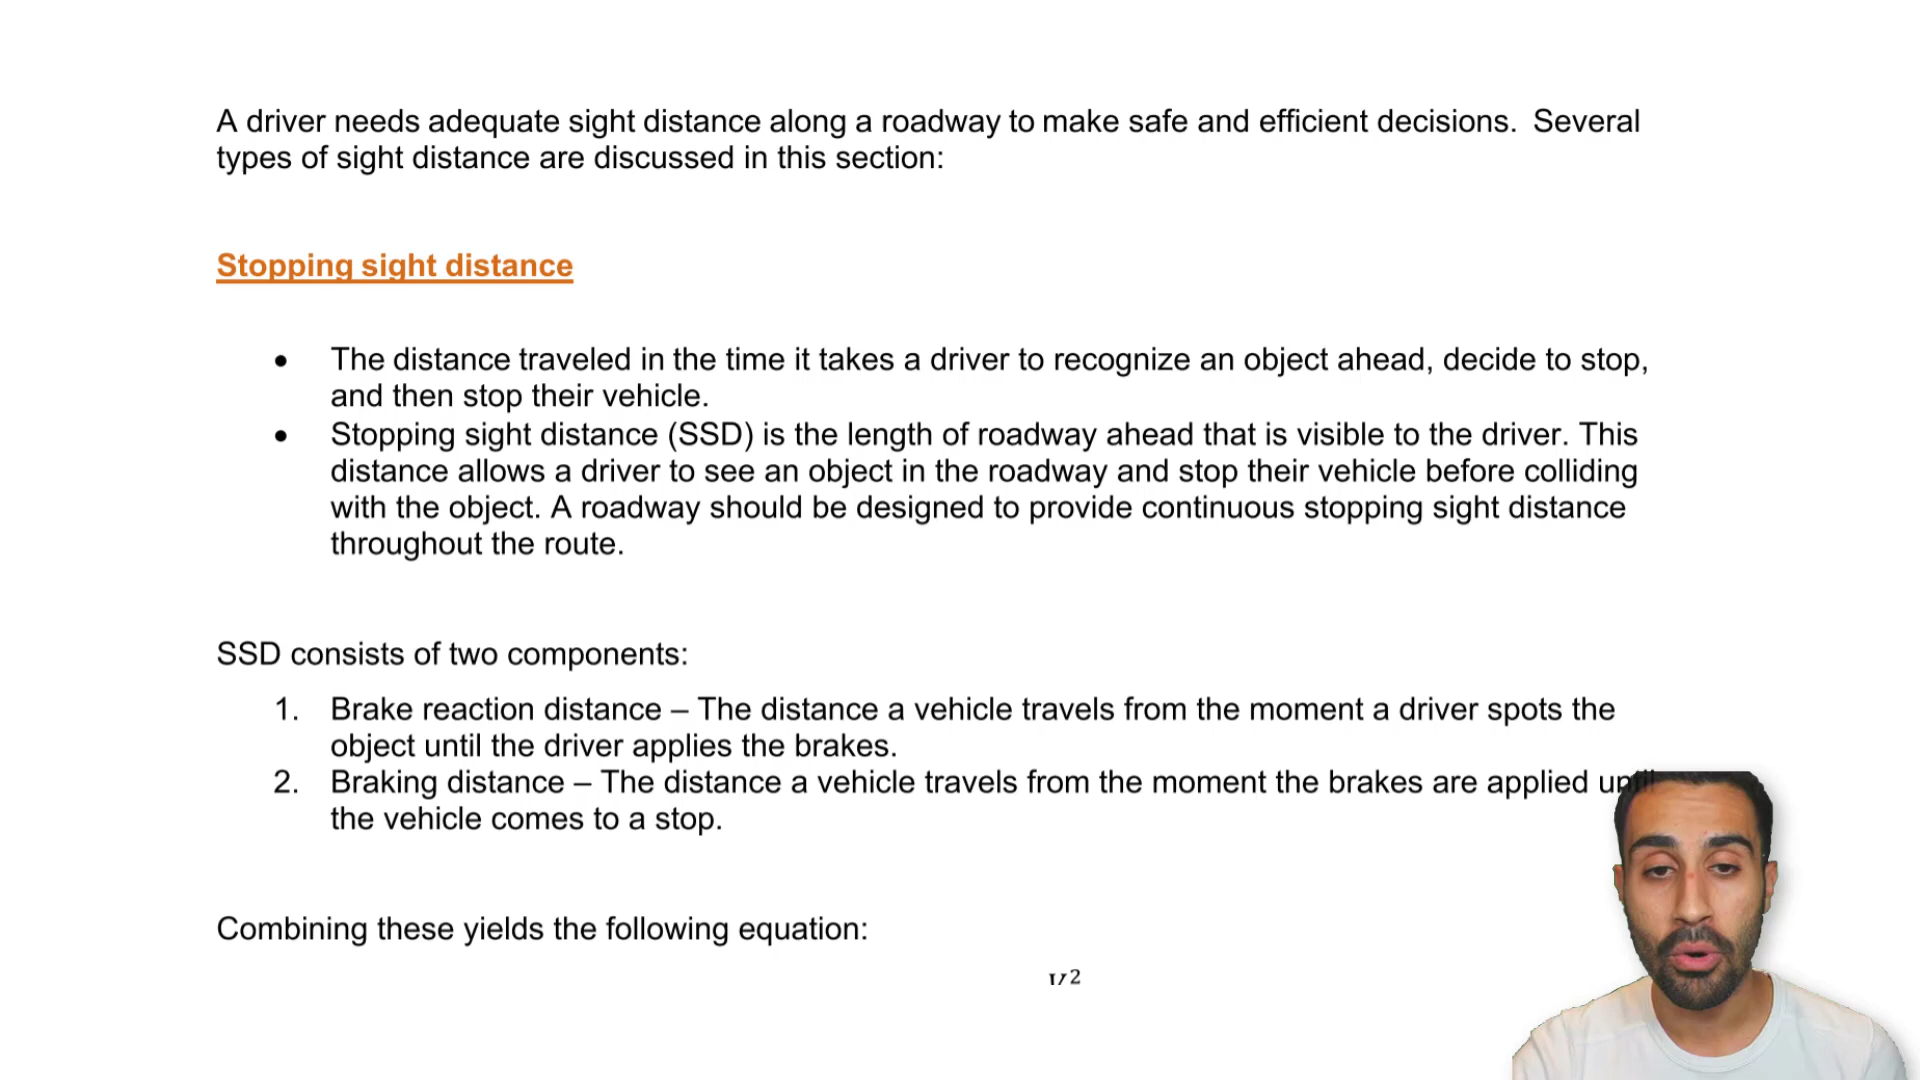 A driver needs adequate sight distance along a roadway to make safe and efficient decisions.  Several
types of sight distance are discussed in this section:
Stopping sight distance
• The distance traveled in the time it takes a driver to recognize an object ahead, decide to stop,
and then stop their vehicle.
• Stopping sight distance (SSD) is the length of roadway ahead that is visible to the driver. This
distance allows a driver to see an object in the roadway and stop their vehicle before colliding
with the object. A roadway should be designed to provide continuous stopping sight distance
throughout the route.
SSD consists of two components:
1. Brake reaction distance – The distance a vehicle travels from the moment a driver spots the
object until the driver applies the brakes.
2. Braking distance – The distance a vehicle travels from the moment the brakes are applied until
the vehicle comes to a stop.
Combining these yields the following equation: